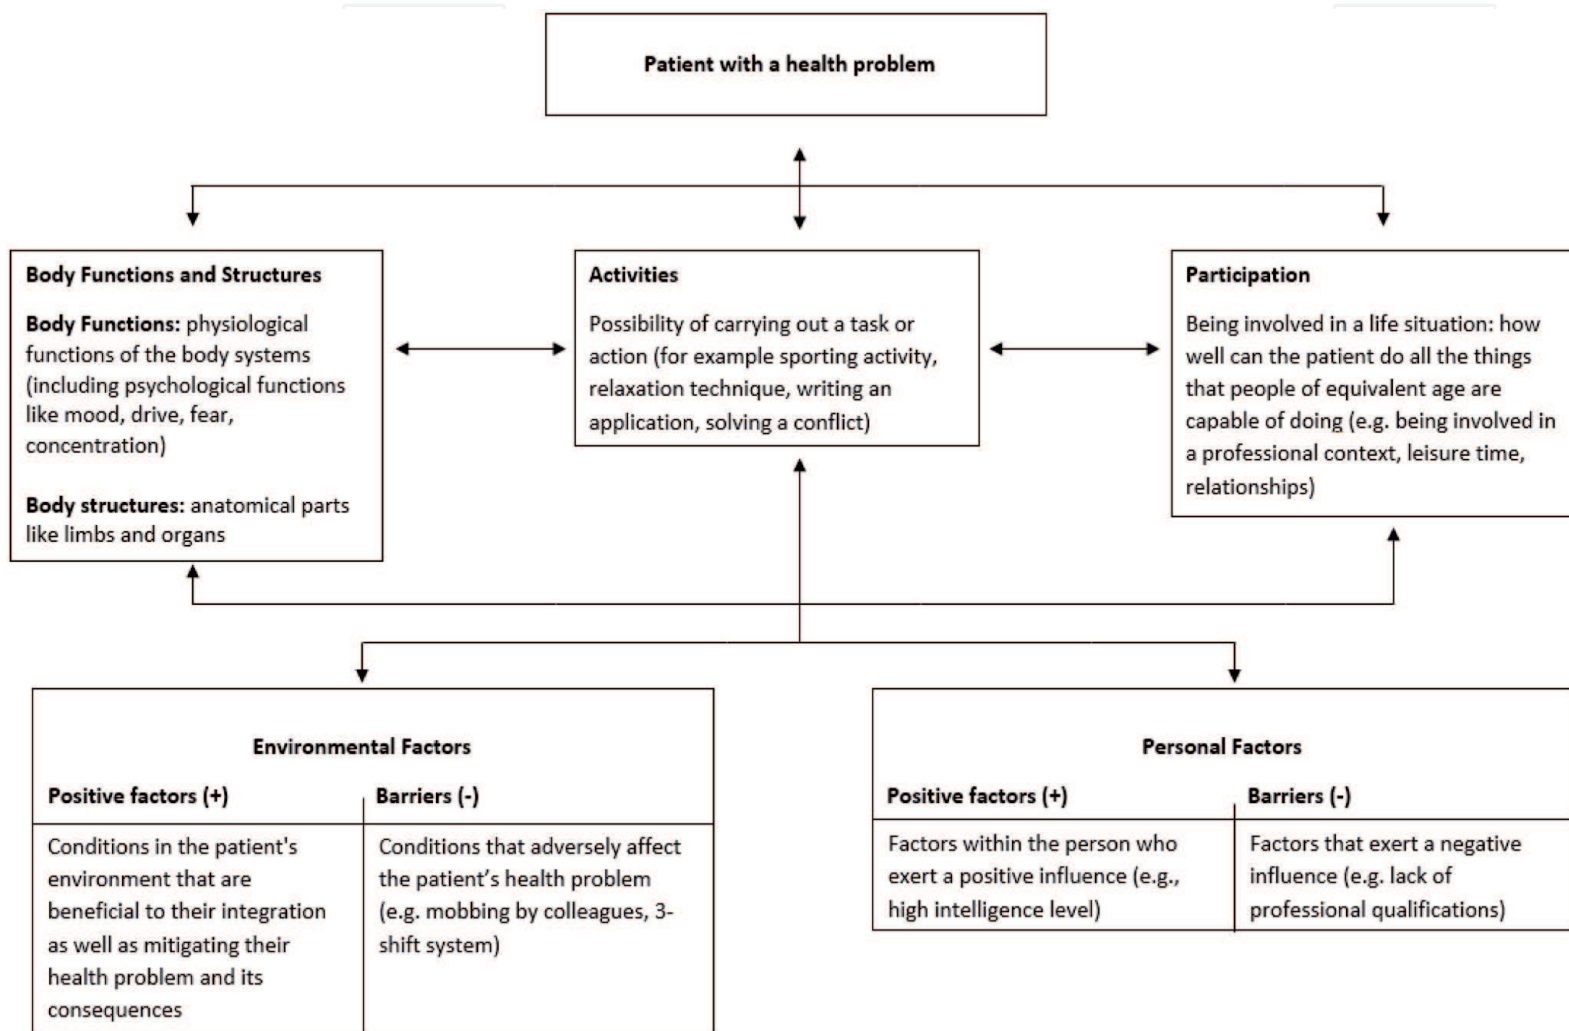 Patient with a health problem
Body Functions and Structures
Body Functions: physiological
functions of the body systems
(including psychological functions
like mood, drive, fear,
concentration)
Body structures: anatomical parts
like limbs and organs
Activities
Possibility of carrying out a task or
action (for example sporting activity,
relaxation technique, writing an
application, solving a conflict)
Participation
Being involved in a life situation: how
well can the patient do all the things
that people of equivalent age are
capable of doing (e.g. being involved in
a professional context, leisure time,
relationships)
Environmental Factors
Positive factors (+)
Conditions in the patient's
environment that are
beneficial to their integration
as well as mitigating their
health problem and its
consequences
Barriers (-)
Conditions that adversely affect
the patient’s health problem
(e.g. mobbing by colleagues, 3-
shift system)
Personal Factors
Positive factors (+)
Factors within the person who
exert a positive influence (e.g.,
high intelligence level)
Barriers (-)
Factors that exert a negative
influence (e.g. lack of
professional qualifications)